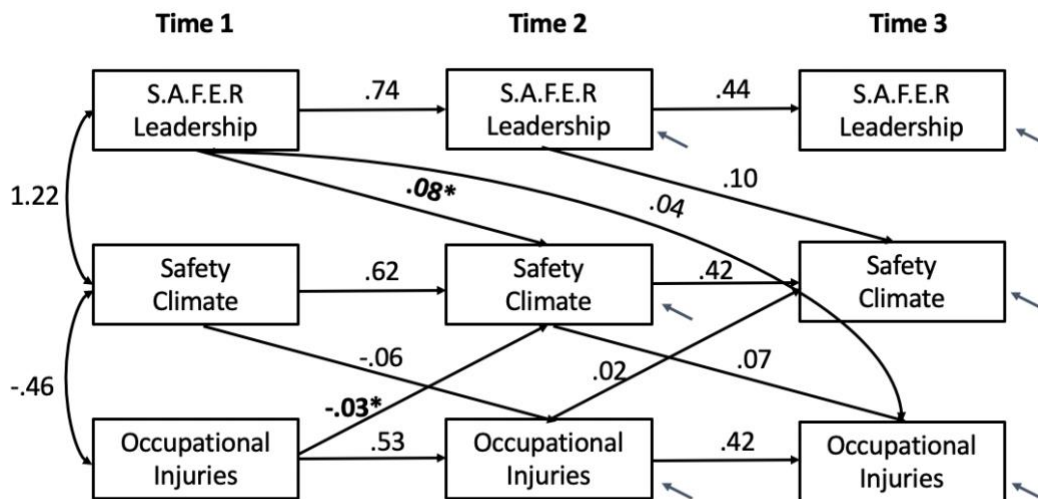 Time 1
Time 2
Time 3
S.A.F.E.R
Leadership
.74
S.A.F.E.R
Leadership
.44
S.A.F.E.R
Leadership
1.22
.08*
.04
.10
Safety
Climate
.62
Safety
Climate
.42
Safety
Climate
-.46
-.06
-.03*
.02
.07
Occupational
Injuries
.53
Occupational
Injuries
.42
Occupational
Injuries